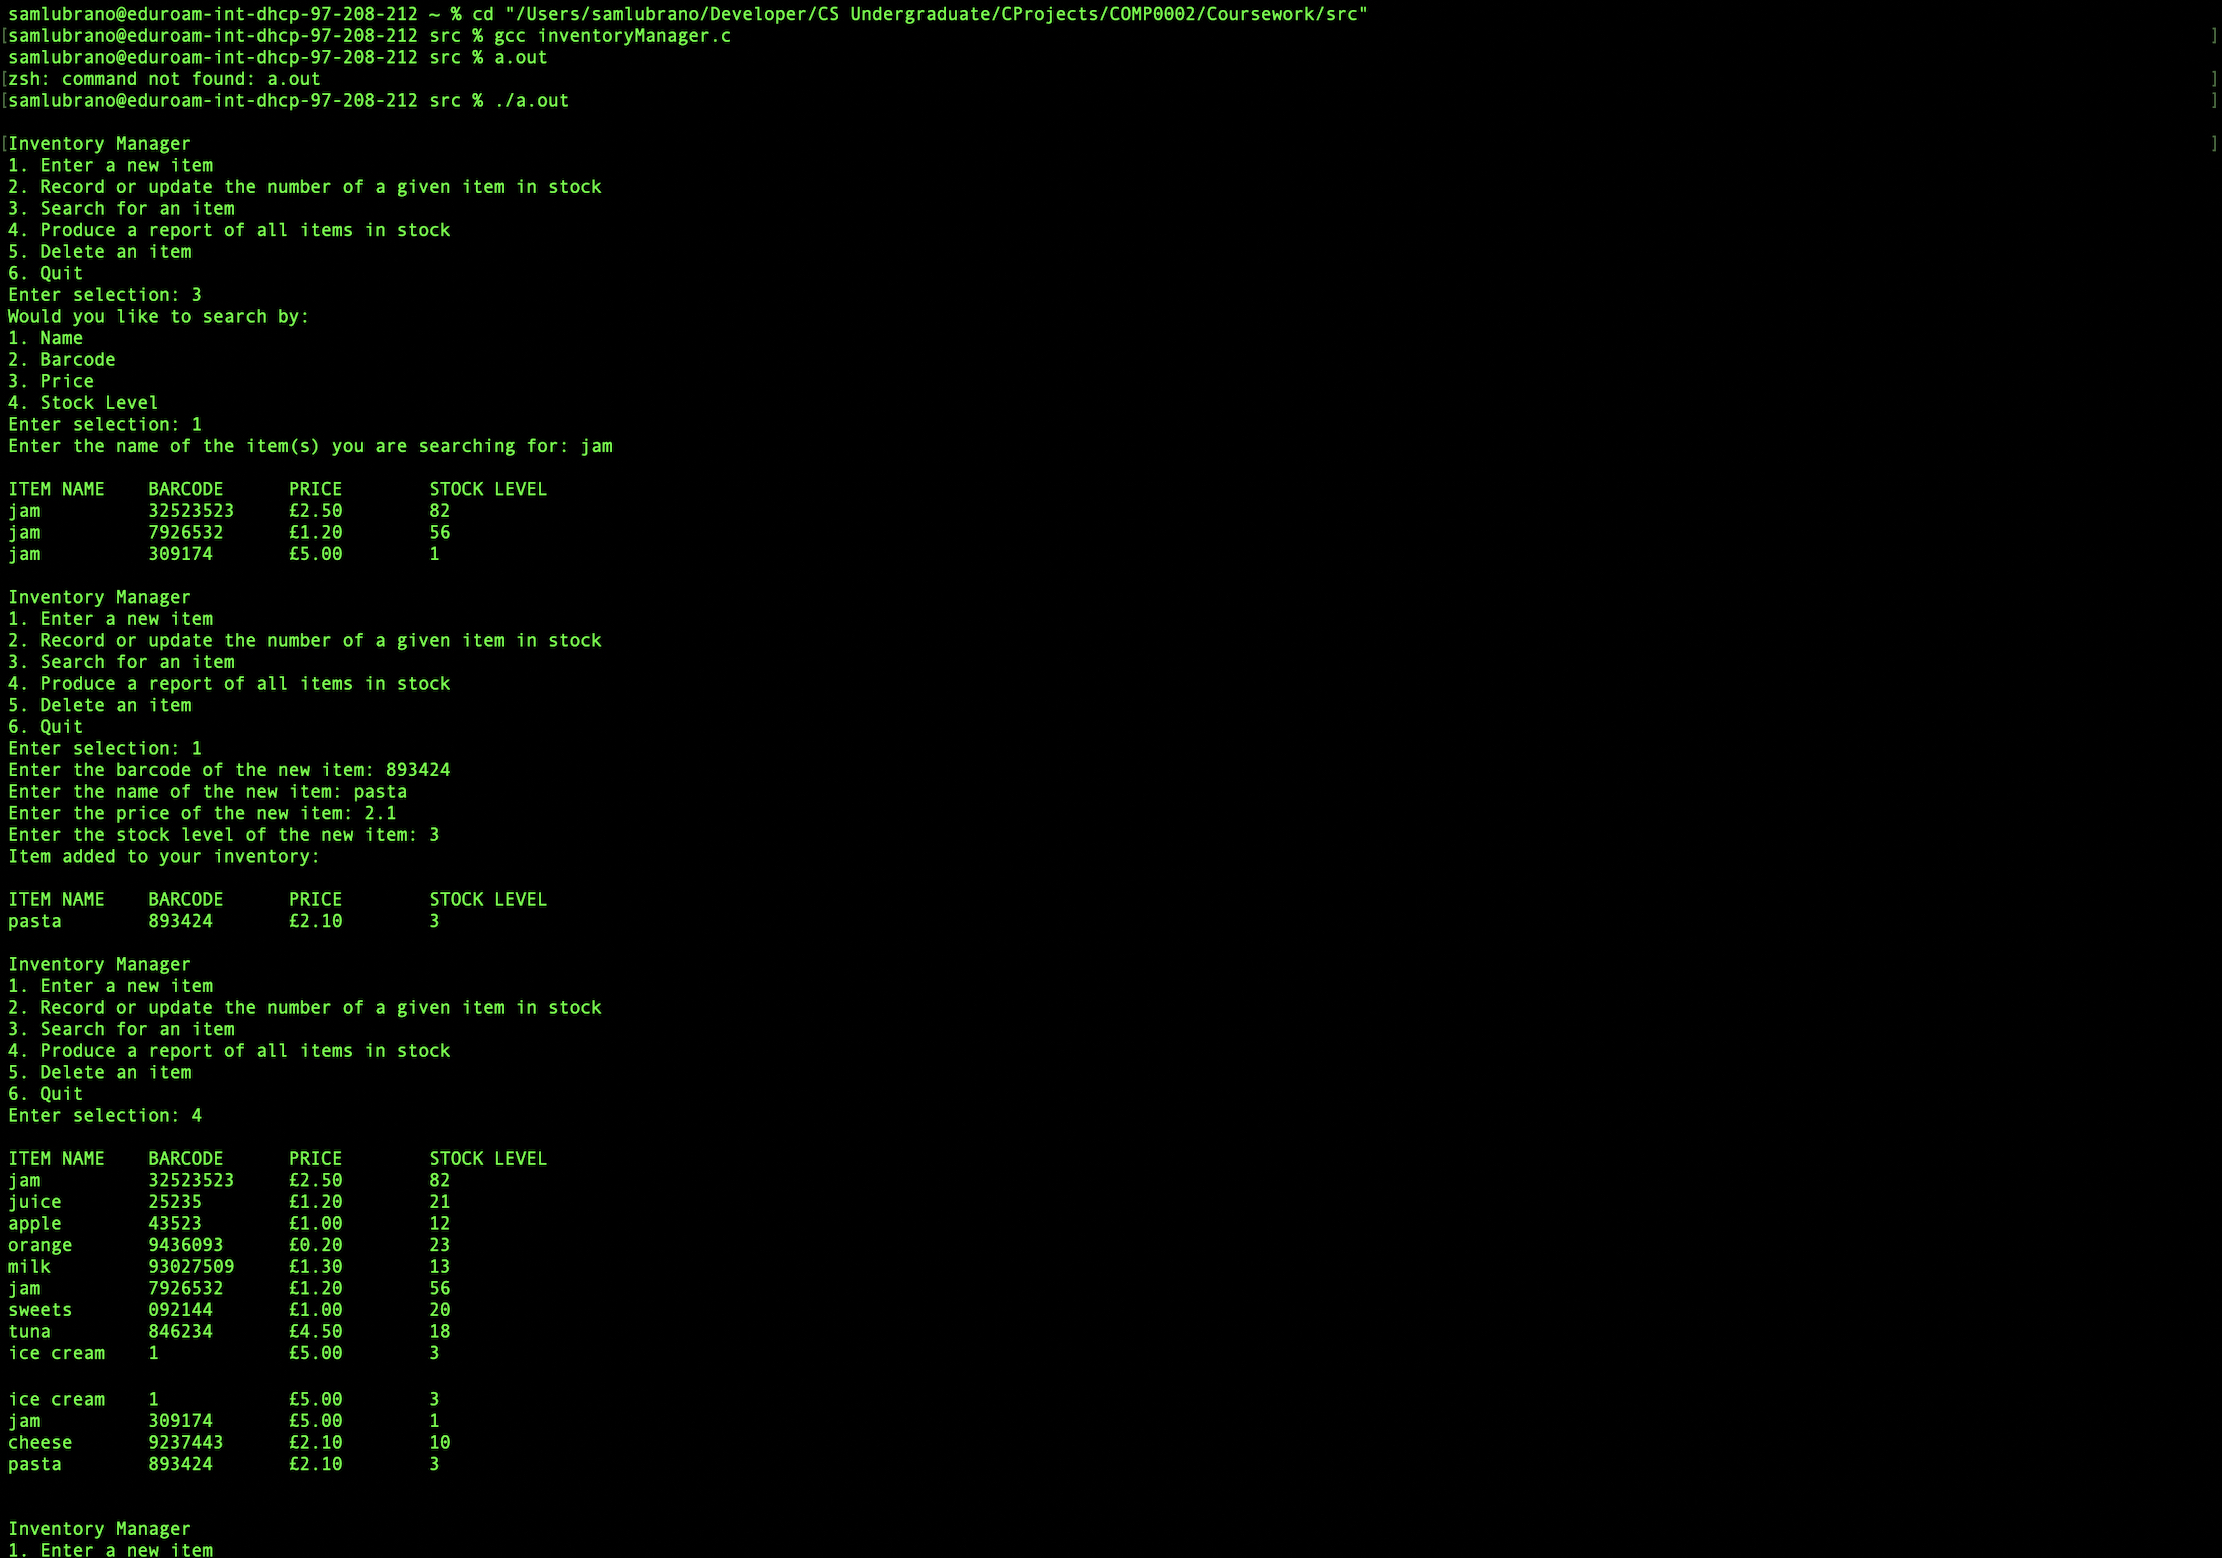 samlubrano@eduroam-int-dhcp-97-208-212 ~ % cd "/Users/samlubrano/Developer/CS Undergraduate/CProjects/COMP0002/Coursework/src"
[samlubrano@eduroam-int-dhcp-97-208-212 src % gcc inventoryManager.c ]
samlubrano@eduroam-int-dhcp-97-208-212 src % a.out
[zsh: command not found: a.out ]
[samlubrano@eduroam-int-dhcp-97-208-212 src % ./a.out ]
[Inventory Manager ]
1. Enter a new item
2. Record or update the number of a given item in stock
3. Search for an item
4. Produce a report of all items in stock
5. Delete an item
6. Quit
Enter selection: 3
Would you like to search by:
1. Name
2. Barcode
3. Price
4. Stock Level
Enter selection: 1
Enter the name of the item(s) you are searching for: jam
ITEM NAME BARCODE PRICE STOCK LEVEL
jam 32523523 £2.50 82
jam 7926532 £1.20 56
jam 309174 £5.00 1
Inventory Manager
1. Enter a new item
2. Record or update the number of a given item in stock
3. Search for an item
4. Produce a report of all items in stock
5. Delete an item
6. Quit
Enter selection: 1
Enter the barcode of the new item: 893424
Enter the name of the new item: pasta
Enter the price of the new item: 2.1
Enter the stock level of the new item: 3
Item added to your inventory:
ITEM NAME BARCODE PRICE STOCK LEVEL
pasta 893424 £2.10 3
Inventory Manager
1. Enter a new item
2. Record or update the number of a given item in stock
3. Search for an item
4. Produce a report of all items in stock
5. Delete an item
6. Quit
Enter selection: 4
ITEM NAME BARCODE PRICE STOCK LEVEL
jam 32523523 £2.50 82
juice 25235 £1.20 21
apple 43523 £1.00 12
orange 9436093 £0.20 23
milk 93027509 £1.30 13
jam 7926532 £1.20 56
sweets 092144 £1.00 20
tuna 846234 £4.50 18
ice cream 1 £5.00 3
ice cream 1 £5.00 3
jam 309174 £5.00 1
cheese 9237443 £2.10 10
pasta 893424 £2.10 3
Inventory Manager
1. Enter a new item